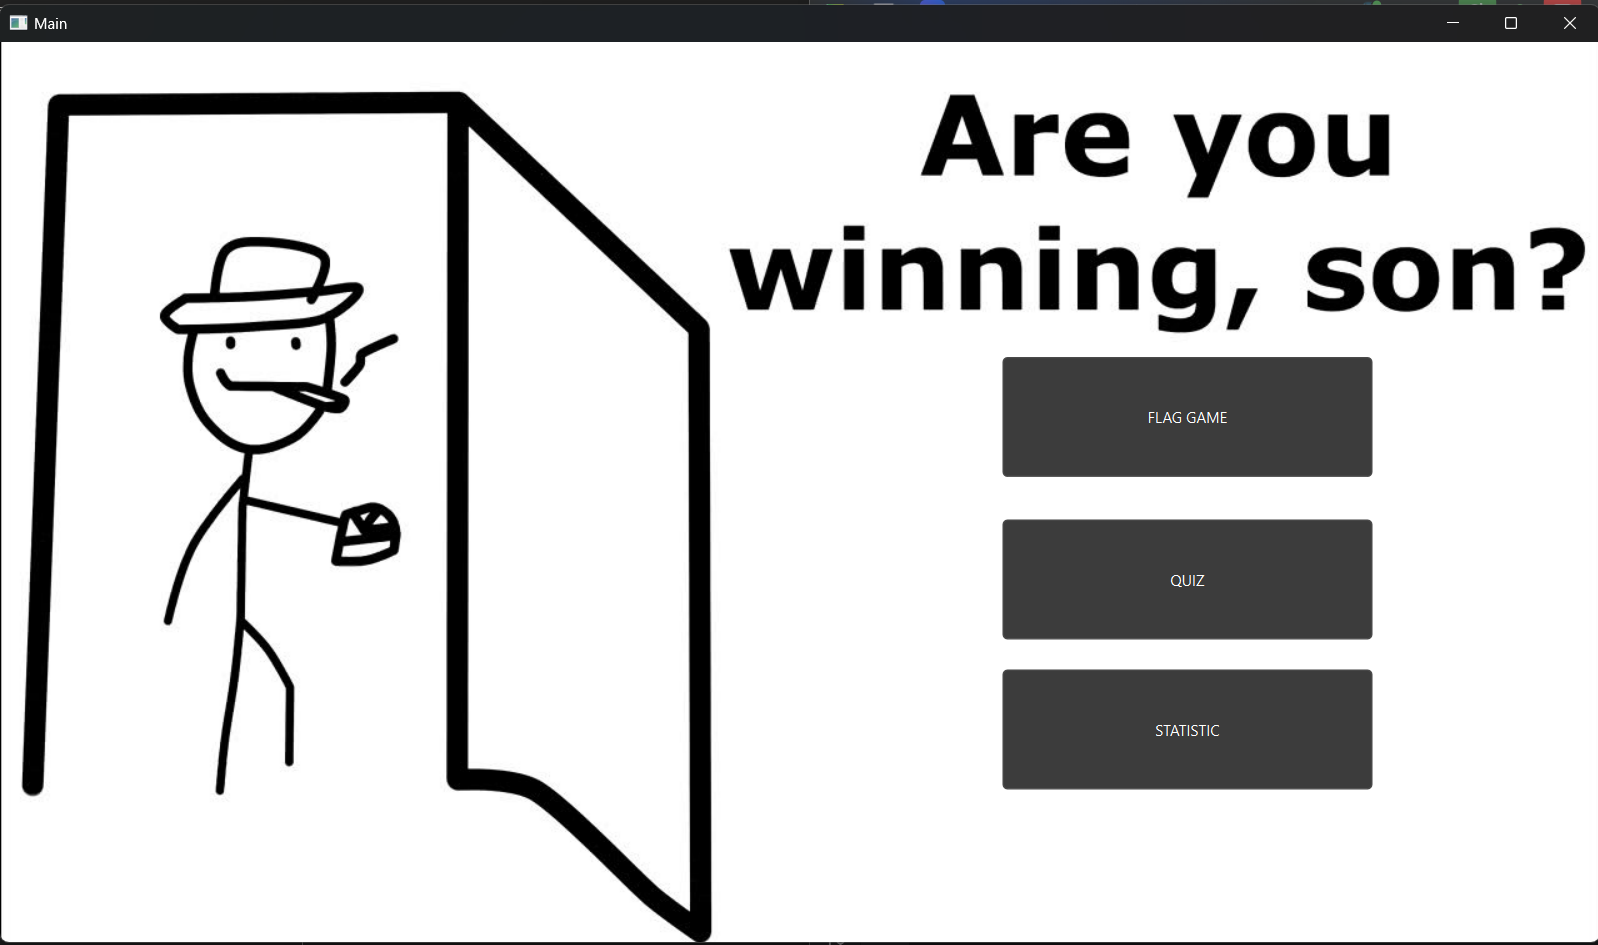 Main
Are you
winning, son?
FLAG GAME
QUIZ
STATISTIC